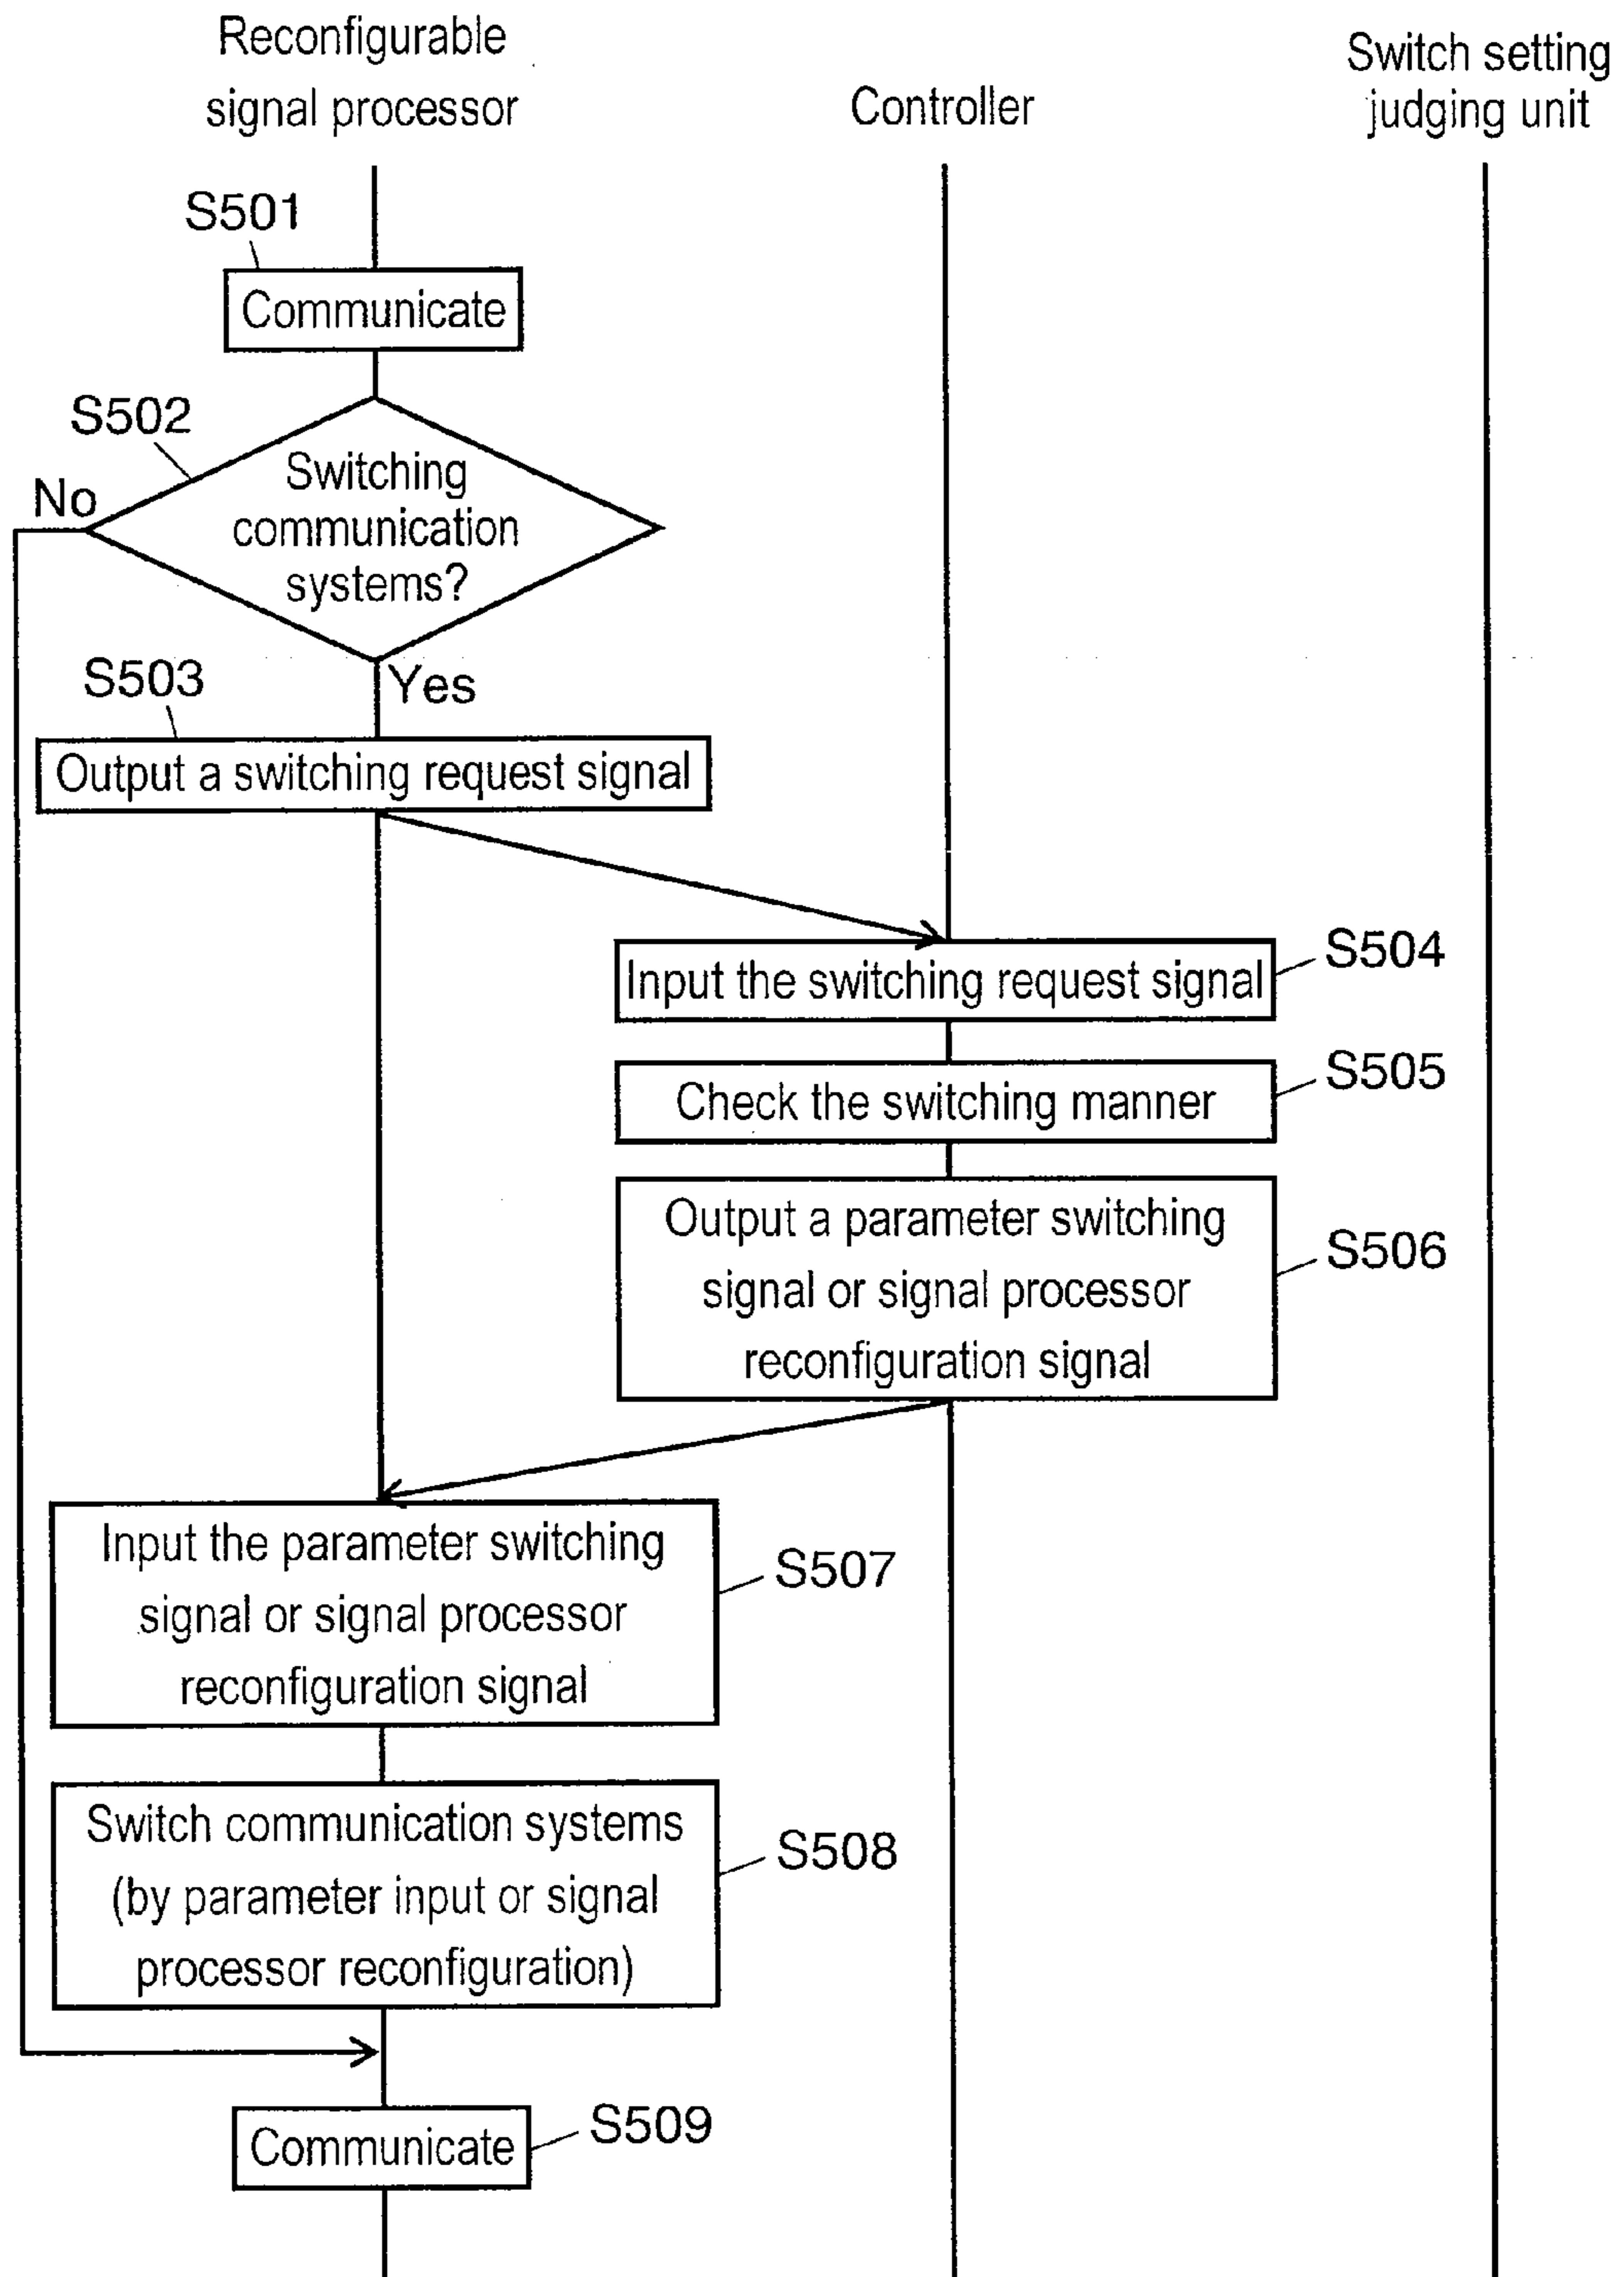 Reconfigurable
signal processor
Controller
Switch setting
judging unit
S501
Communicate
S502
No
Switching
communication
systems?
S503
Yes
Output a switching request signal
Input the switching request signal
S504
Check the switching manner
S505
Output a parameter switching
signal or signal processor
reconfiguration signal
S506
Input the parameter switching
signal or signal processor
reconfiguration signal
S507
Switch communication systems
(by parameter input or signal
processor reconfiguration)
S508
Communicate
S509